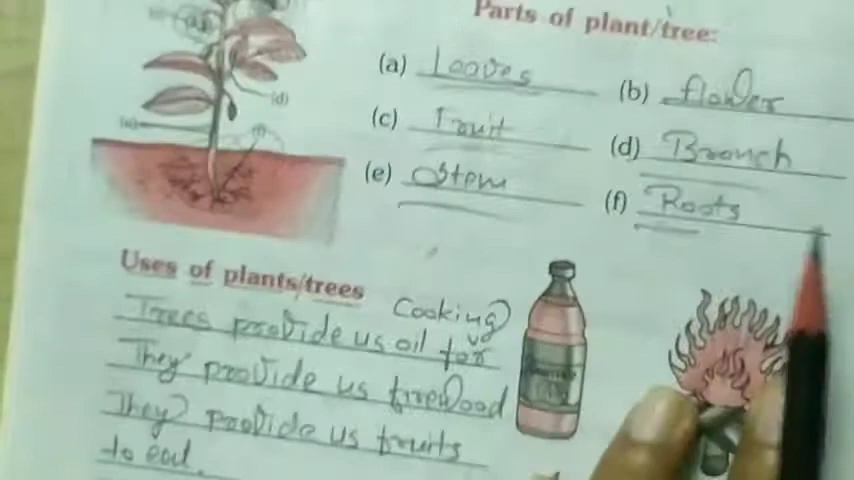 Parts of plant/tree:
(a) Leaves (b) flower
(c) Fruit (d) Branch
(e) Stem (f) Roots
(d)
(f)
Uses of plants/trees
Cooking
Trees provide us oil for
They provide us firewood
They provide us fruits
to eat.